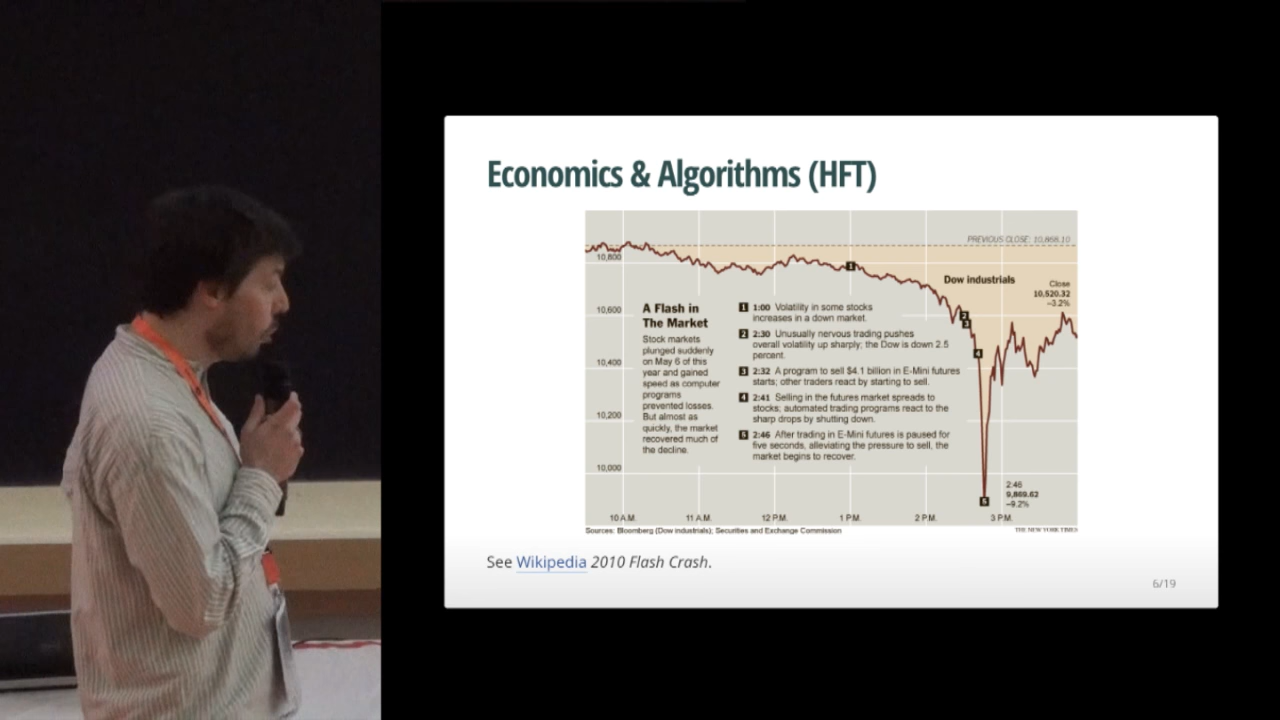 Economics & Algorithms (HFT)
PREVIOUS CLOSE: 10,868.10
10,800
Dow industrials
Close
10,520.32
–3.2%
A Flash in
The Market
Stock markets
plunged suddenly
on May 6 of this
year and gained
speed as computer
programs
prevented losses.
But almost as
quickly, the market
recovered much of
the decline.
1 1:00 Volatility in some stocks
increases in a down market.
2 2:30 Unusually nervous trading pushes
overall volatility up sharply; the Dow is down 2.5
percent.
3 2:32 A program to sell $4.1 billion in E-Mini futures
starts; other traders react by starting to sell.
4 2:41 Selling in the futures market spreads to
stocks; automated trading programs react to the
sharp drops by shutting down.
5 2:46 After trading in E-Mini futures is paused for
five seconds, alleviating the pressure to sell, the
market begins to recover.
1
2
3
4
5
10,600
10,400
10,200
10,000
2:46
9,869.62
–9.2%
10 A.M. 11 A.M. 12 P.M. 1 P.M. 2 P.M. 3 P.M.
Sources: Bloomberg (Dow industrials); Securities and Exchange Commission
THE NEW YORK TIMES
See Wikipedia 2010 Flash Crash.
6/19